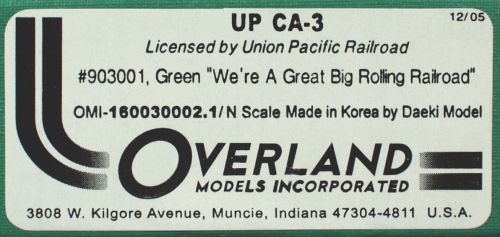 UP CA-3
12/05
Licensed by Union Pacific Railroad
#903001, Green "We're A Great Big Rolling Railroad"
OMI-160030002.1/N Scale Made in Korea by Daeki Model
OVERLAND
MODELS INCORPORATED
3808 W. Kilgore Avenue, Muncie, Indiana 47304-4811 U.S.A.